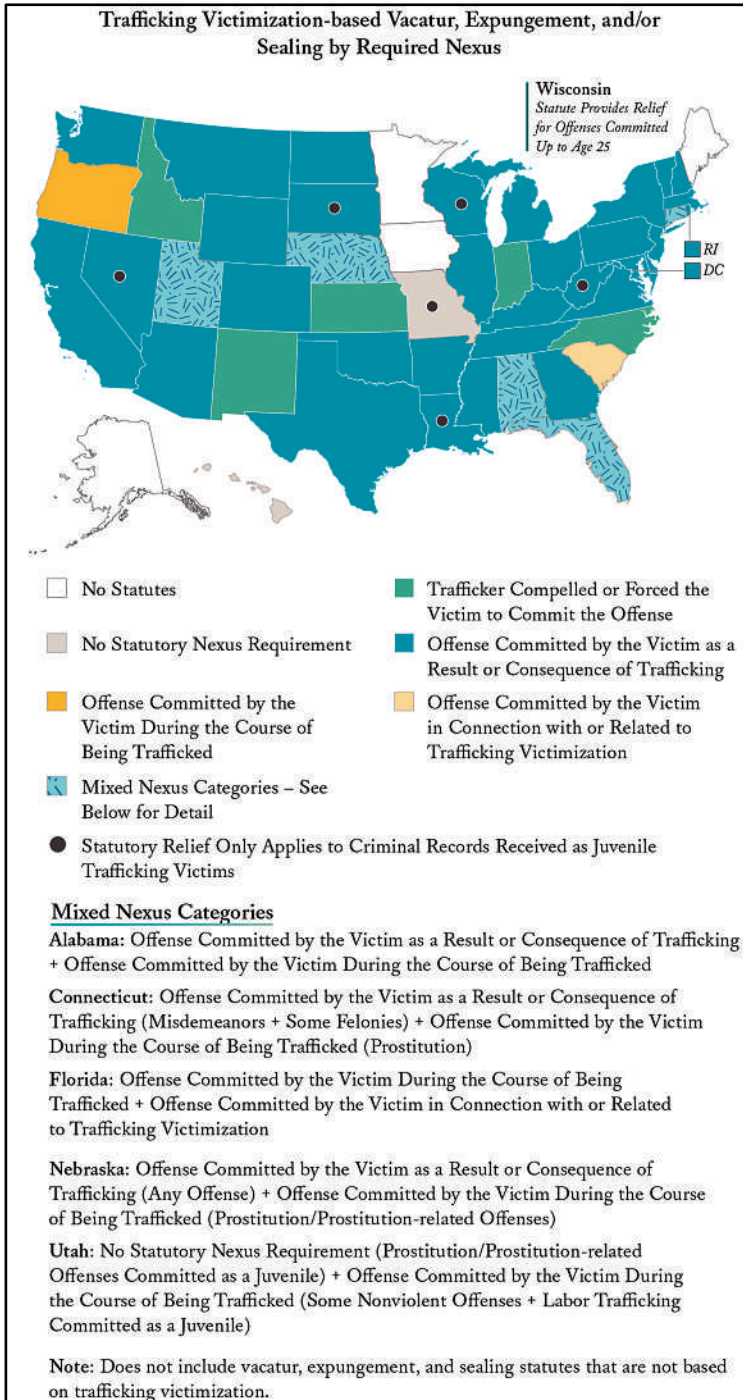 Trafficking Victimization-based Vacatur, Expungement, and/or
Sealing by Required Nexus
Wisconsin
Statute Provides Relief
for Offenses Committed
Up to Age 25
RI
DC
No Statutes
Trafficker Compelled or Forced the
Victim to Commit the Offense
No Statutory Nexus Requirement
Offense Committed by the Victim as a
Result or Consequence of Trafficking
Offense Committed by the
Victim During the Course of
Being Trafficked
Offense Committed by the Victim
in Connection with or Related to
Trafficking Victimization
Mixed Nexus Categories – See
Below for Detail
Statutory Relief Only Applies to Criminal Records Received as Juvenile
Trafficking Victims
Mixed Nexus Categories
Alabama: Offense Committed by the Victim as a Result or Consequence of Trafficking
+ Offense Committed by the Victim During the Course of Being Trafficked
Connecticut: Offense Committed by the Victim as a Result or Consequence of
Trafficking (Misdemeanors + Some Felonies) + Offense Committed by the Victim
During the Course of Being Trafficked (Prostitution)
Florida: Offense Committed by the Victim During the Course of Being
Trafficked + Offense Committed by the Victim in Connection with or Related
to Trafficking Victimization
Nebraska: Offense Committed by the Victim as a Result or Consequence of
Trafficking (Any Offense) + Offense Committed by the Victim During the Course
of Being Trafficked (Prostitution/Prostitution-related Offenses)
Utah: No Statutory Nexus Requirement (Prostitution/Prostitution-related
Offenses Committed as a Juvenile) + Offense Committed by the Victim During
the Course of Being Trafficked (Some Nonviolent Offenses + Labor Trafficking
Committed as a Juvenile)
Note: Does not include vacatur, expungement, and sealing statutes that are not based
on trafficking victimization.